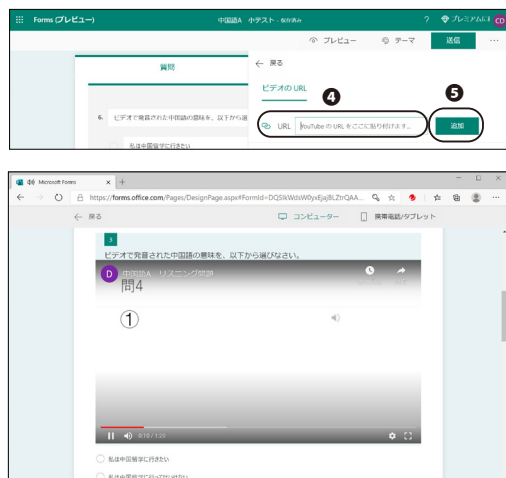 Forms (プレビュー)
中国語A 小テスト - 保存済み
?
プレミアムに
CD
プレビュー
テーマ
送信
質問
← 戻る
ビデオの URL
❹
❺
6. ビデオで発音された中国語の意味を、以下から選
URL YouTube の URL をここに貼り付けます...
追加
私は中国留学に行きたい
Microsoft Forms
https://forms.office.com/Pages/DesignPage.aspx#FormId=DQSIkWdsW0yxEjajBLZtrQAA...
← 戻る
コンピューター
携帯電話/タブレット
3
ビデオで発音された中国語の意味を、以下から選びなさい。
D
中国語A リスニング問題
問4
①
0:10 / 1:20
私は中国留学に行きたい